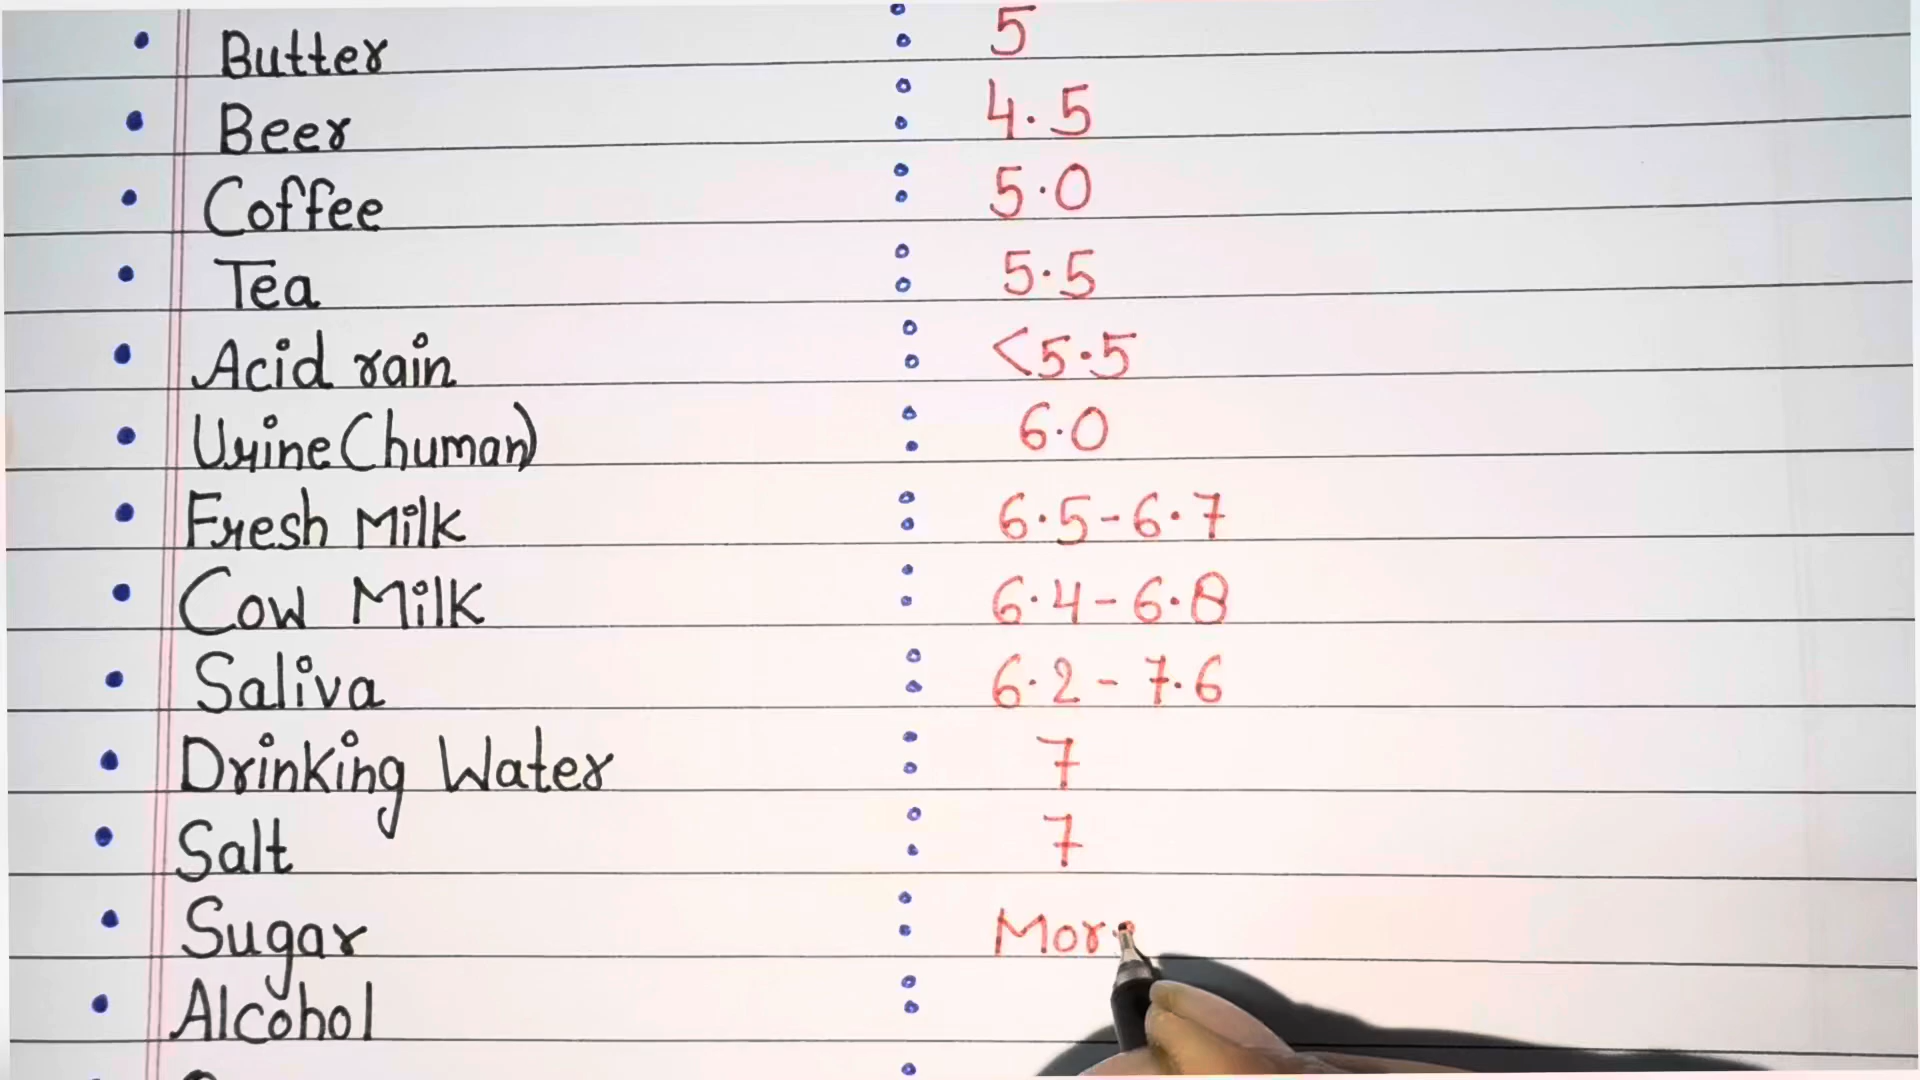 • Butter : 5
• Beer : 4.5
• Coffee : 5.0
• Tea : 5.5
• Acid rain : <5.5
• Urine (human) : 6.0
• Fresh Milk : 6.5-6.7
• Cow Milk : 6.4-6.8
• Saliva : 6.2-7.6
• Drinking Water : 7
• Salt : 7
• Sugar :
• Alcohol :